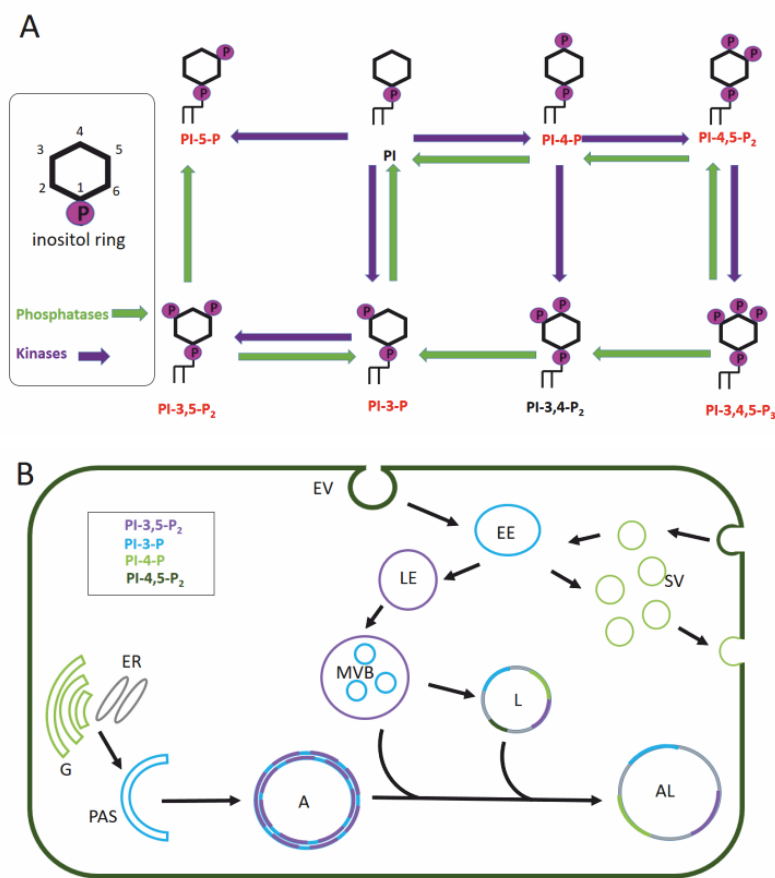 A
P
P
P
P
P
P
P
P
PI-5-P
PI
PI-4-P
PI-4,5-P2
4
3
5
2
1
6
P
inositol ring
Phosphatases
Kinases
P
P
P
P
P
P
P
P
P
P
P
P
PI-3,5-P2
PI-3-P
PI-3,4-P2
PI-3,4,5-P3
B
EV
PI-3,5-P2
PI-3-P
PI-4-P
PI-4,5-P2
EE
LE
SV
MVB
ER
L
G
PAS
A
AL